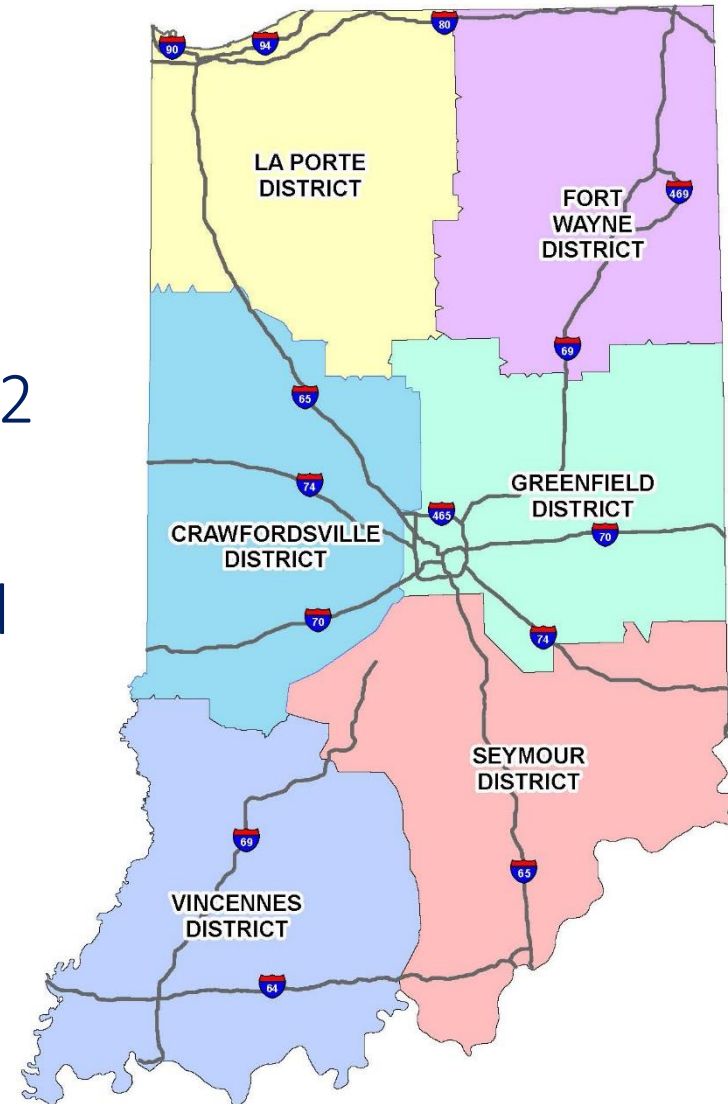 80
90
94
LA PORTE
DISTRICT
469
FORT
WAYNE
DISTRICT
69
2
65
74
GREENFIELD
DISTRICT
465
CRAWFORDSVILLE
DISTRICT
70
70
74
SEYMOUR
DISTRICT
69
65
VINCENNES
DISTRICT
64